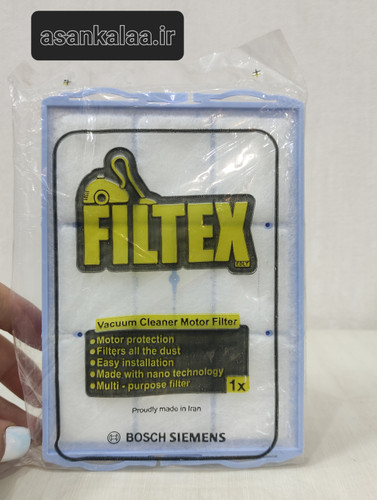 asankalaa.ir
FILTEX
Vacuum Cleaner Motor Filter
Motor protection
Filters all the dust
Easy installation
Made with nano technology
Multi - purpose filter
1x
Proudly made in Iran
BOSCH SIEMENS